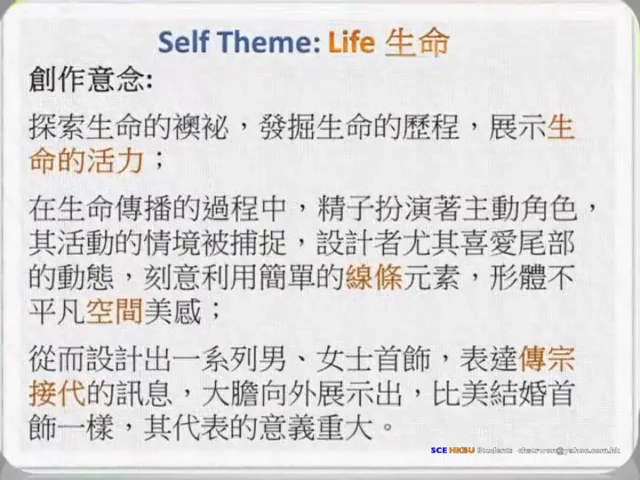 Self Theme: Life 生命
創作意念:
探索生命的襖祕，發掘生命的歷程，展示生
命的活力；
在生命傳播的過程中，精子扮演著主動角色，
其活動的情境被捕捉，設計者尤其喜愛尾部
的動態，刻意利用簡單的線條元素，形體不
平凡空間美感；
從而設計出一系列男、女士首飾，表達傳宗
接代的訊息，大膽向外展示出，比美結婚首
飾一樣，其代表的意義重大。
SCE HKBU Students